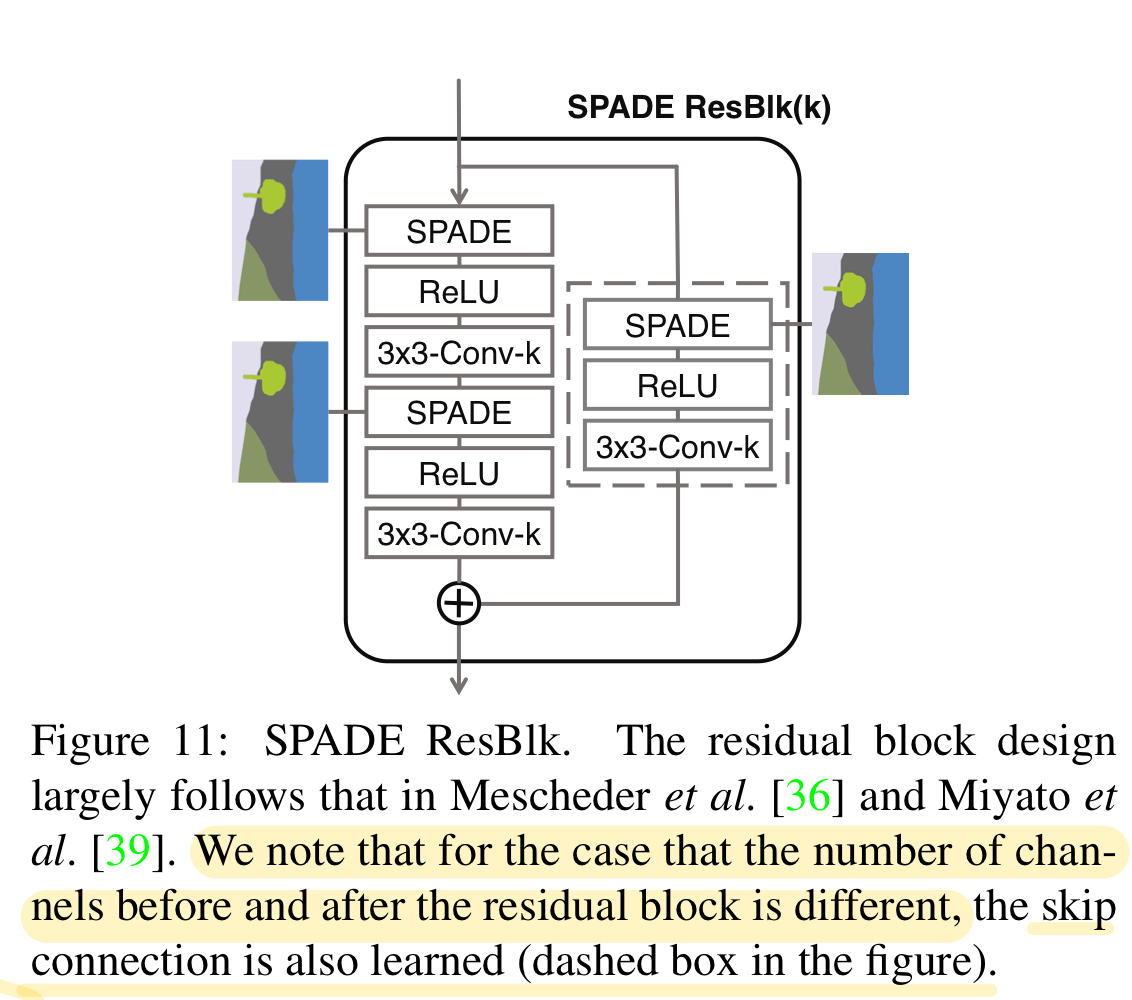 SPADE ResBlk(k)
SPADE
ReLU
3x3-Conv-k
SPADE
ReLU
3x3-Conv-k
SPADE
ReLU
3x3-Conv-k
Figure 11: SPADE ResBlk. The residual block design
largely follows that in Mescheder et al. [36] and Miyato et
al. [39]. We note that for the case that the number of chan-
nels before and after the residual block is different, the skip
connection is also learned (dashed box in the figure).